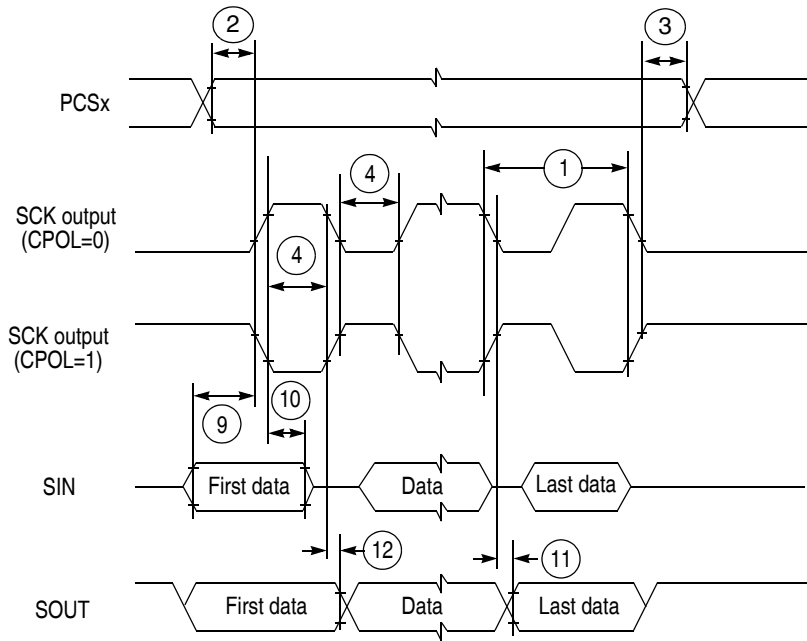 2
3
PCSx
4
1
SCK output
(CPOL=0)
4
SCK output
(CPOL=1)
9
10
SIN
First data
Data
Last data
12
11
SOUT
First data
Data
Last data